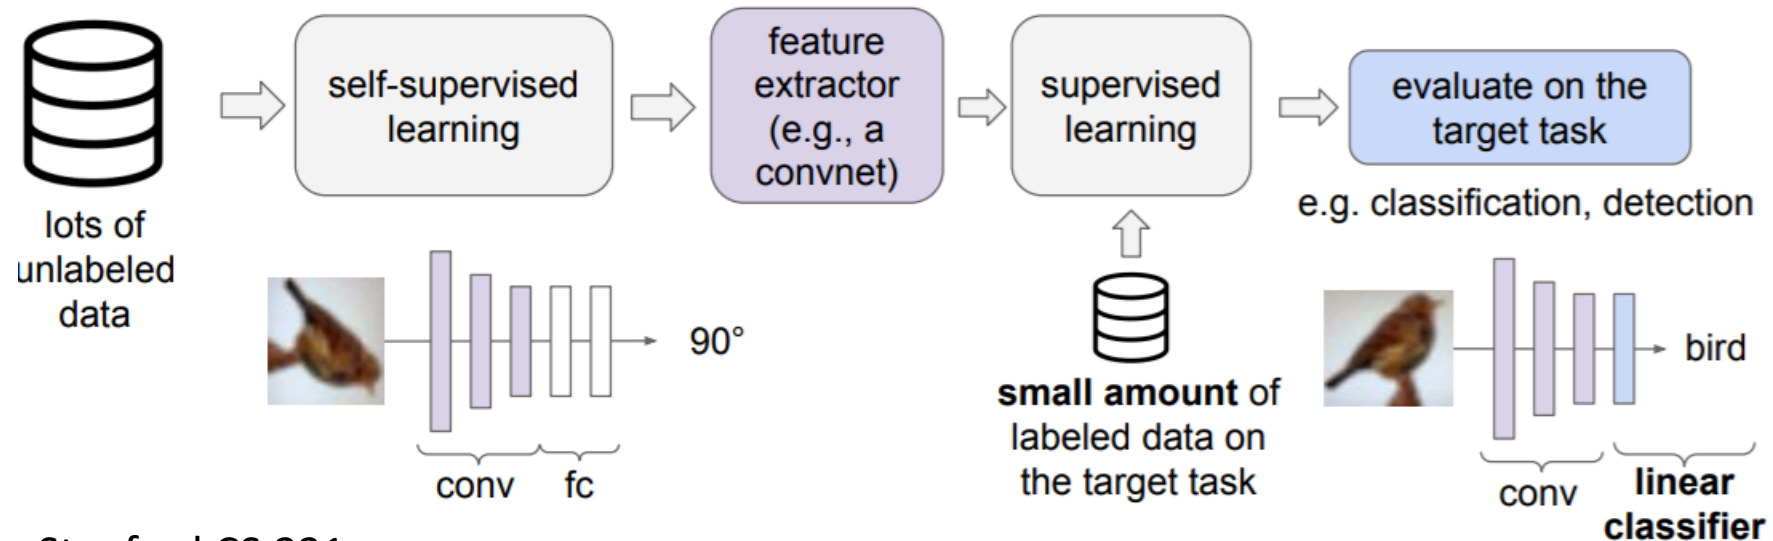 self-supervised
learning
feature
extractor
(e.g., a
convnet)
supervised
learning
evaluate on the
target task
e.g. classification, detection
lots of
unlabeled
data
90°
conv
fc
small amount of
labeled data on
the target task
bird
conv
linear
classifier